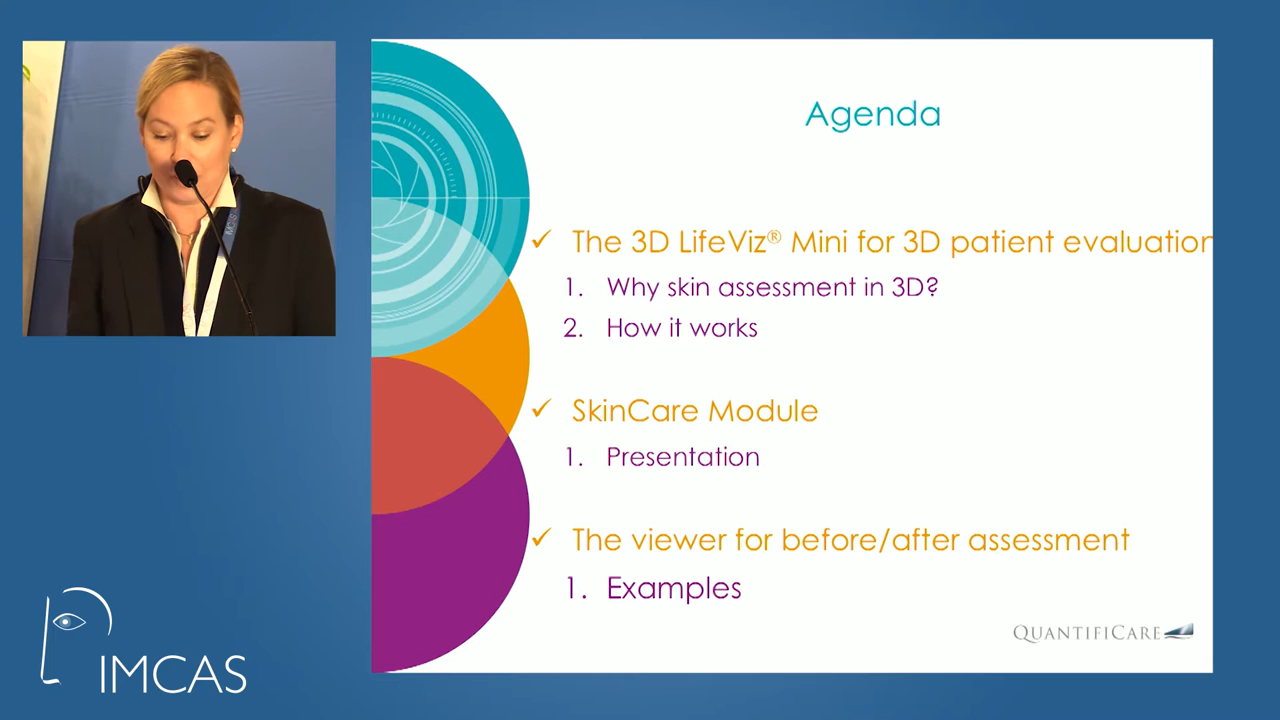 Agenda
✓ The 3D LifeViz® Mini for 3D patient evaluation
1. Why skin assessment in 3D?
2. How it works
✓ SkinCare Module
1. Presentation
✓ The viewer for before/after assessment
1. Examples
QUANTIFICARE
IMCAS
IMCAS